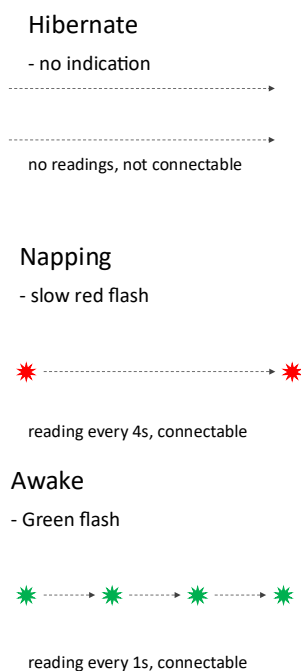 Hibernate
- no indication
no readings, not connectable
Napping
- slow red flash
reading every 4s, connectable
Awake
- Green flash
reading every 1s, connectable